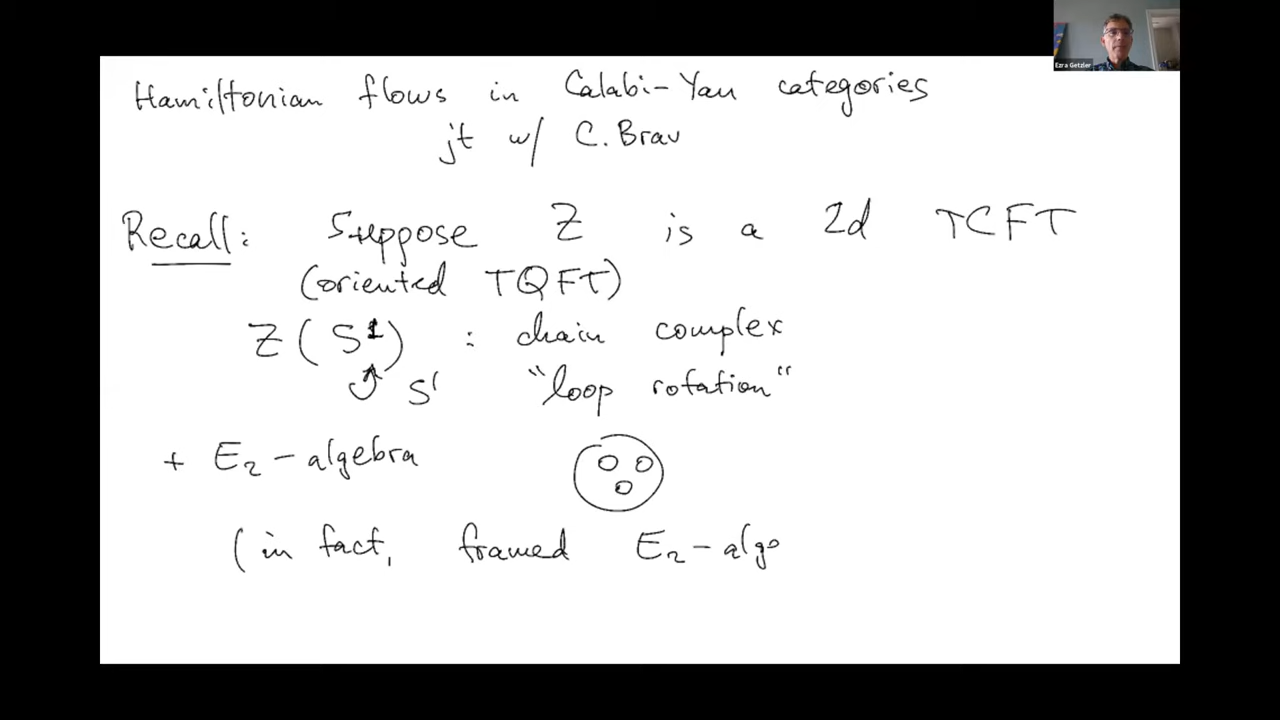 Hamiltonian flows in Calabi-Yau categories
jt w/ C. Brav
Recall: Suppose Z is a 2d TCFT
(oriented TQFT)
Z(S1) : chain complex
S' "loop rotation"
+ E2-algebra
(in fact, framed E2-alg
Ezra Getzler